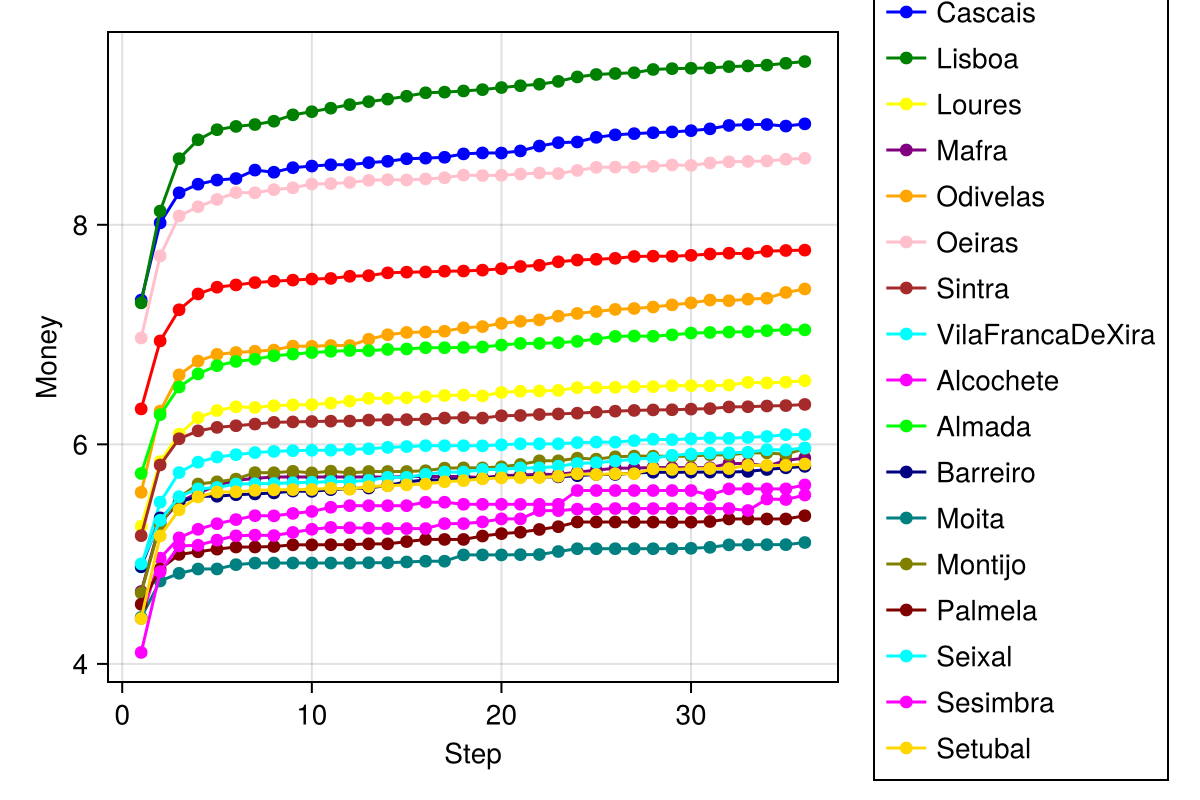 Cascais
Lisboa
Loures
Mafra
Odivelas
Oeiras
Sintra
VilaFrancaDeXira
Alcochete
Almada
Barreiro
Moita
Montijo
Palmela
Seixal
Sesimbra
Setubal
8
6
4
Money
0 10 20 30
Step